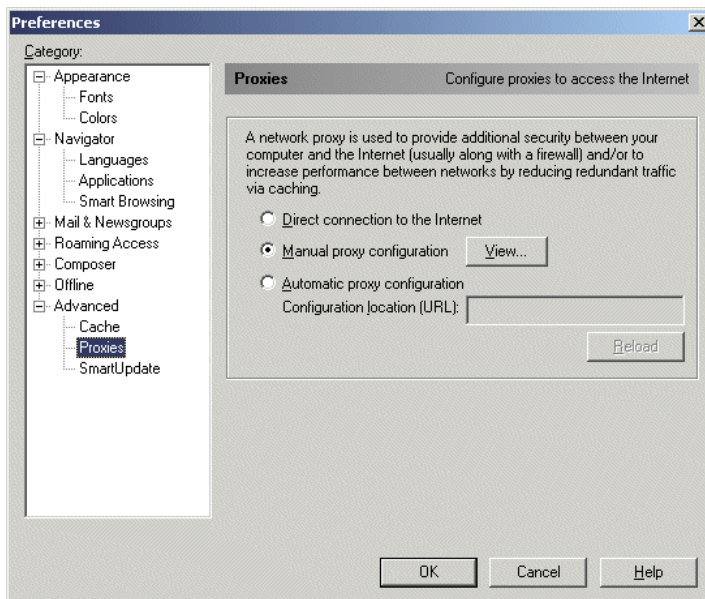 Preferences
Category:
Appearance
Fonts
Colors
Navigator
Languages
Applications
Smart Browsing
Mail & Newsgroups
Roaming Access
Composer
Offline
Advanced
Cache
Proxies
SmartUpdate
Proxies Configure proxies to access the Internet
A network proxy is used to provide additional security between your
computer and the Internet (usually along with a firewall) and/or to
increase performance between networks by reducing redundant traffic
via caching.
Direct connection to the Internet
Manual proxy configuration View...
Automatic proxy configuration
Configuration location (URL):
Reload
OK Cancel Help